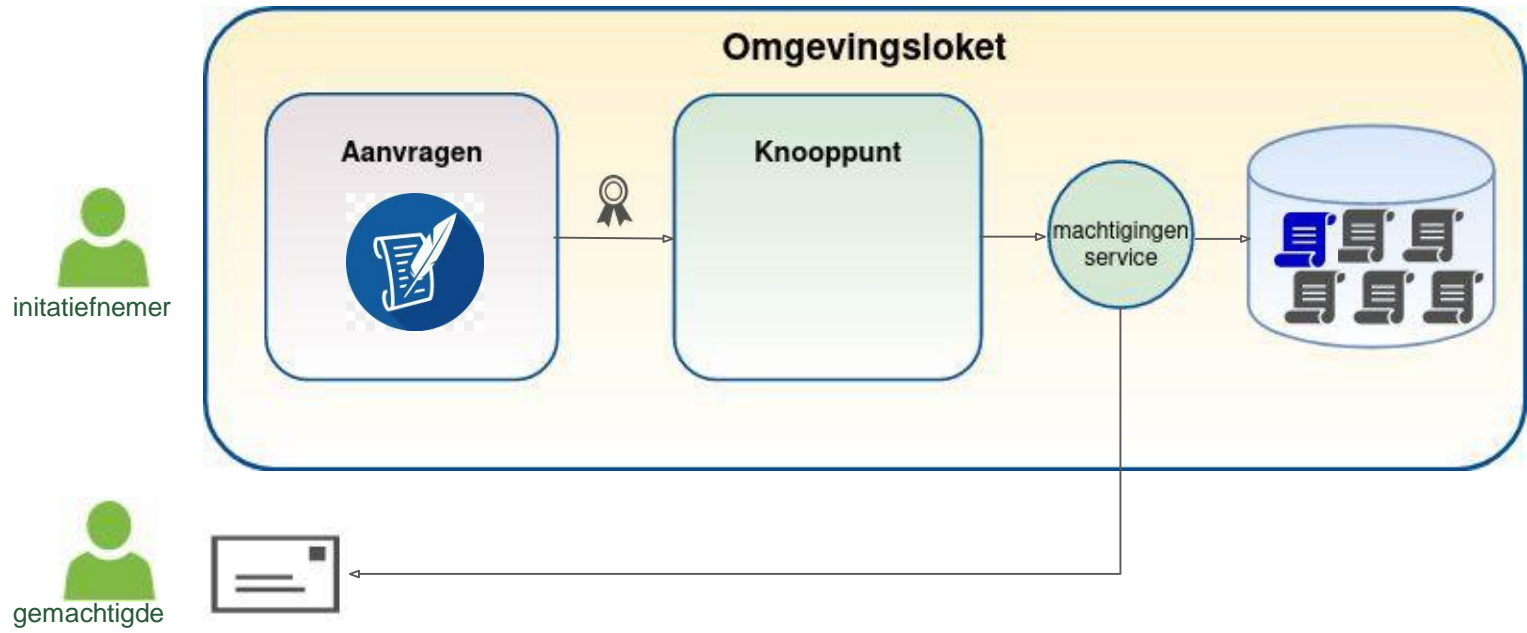 Omgevingsloket
Aanvragen
Knooppunt
machtigingen
service
initatiefnemer
gemachtigde